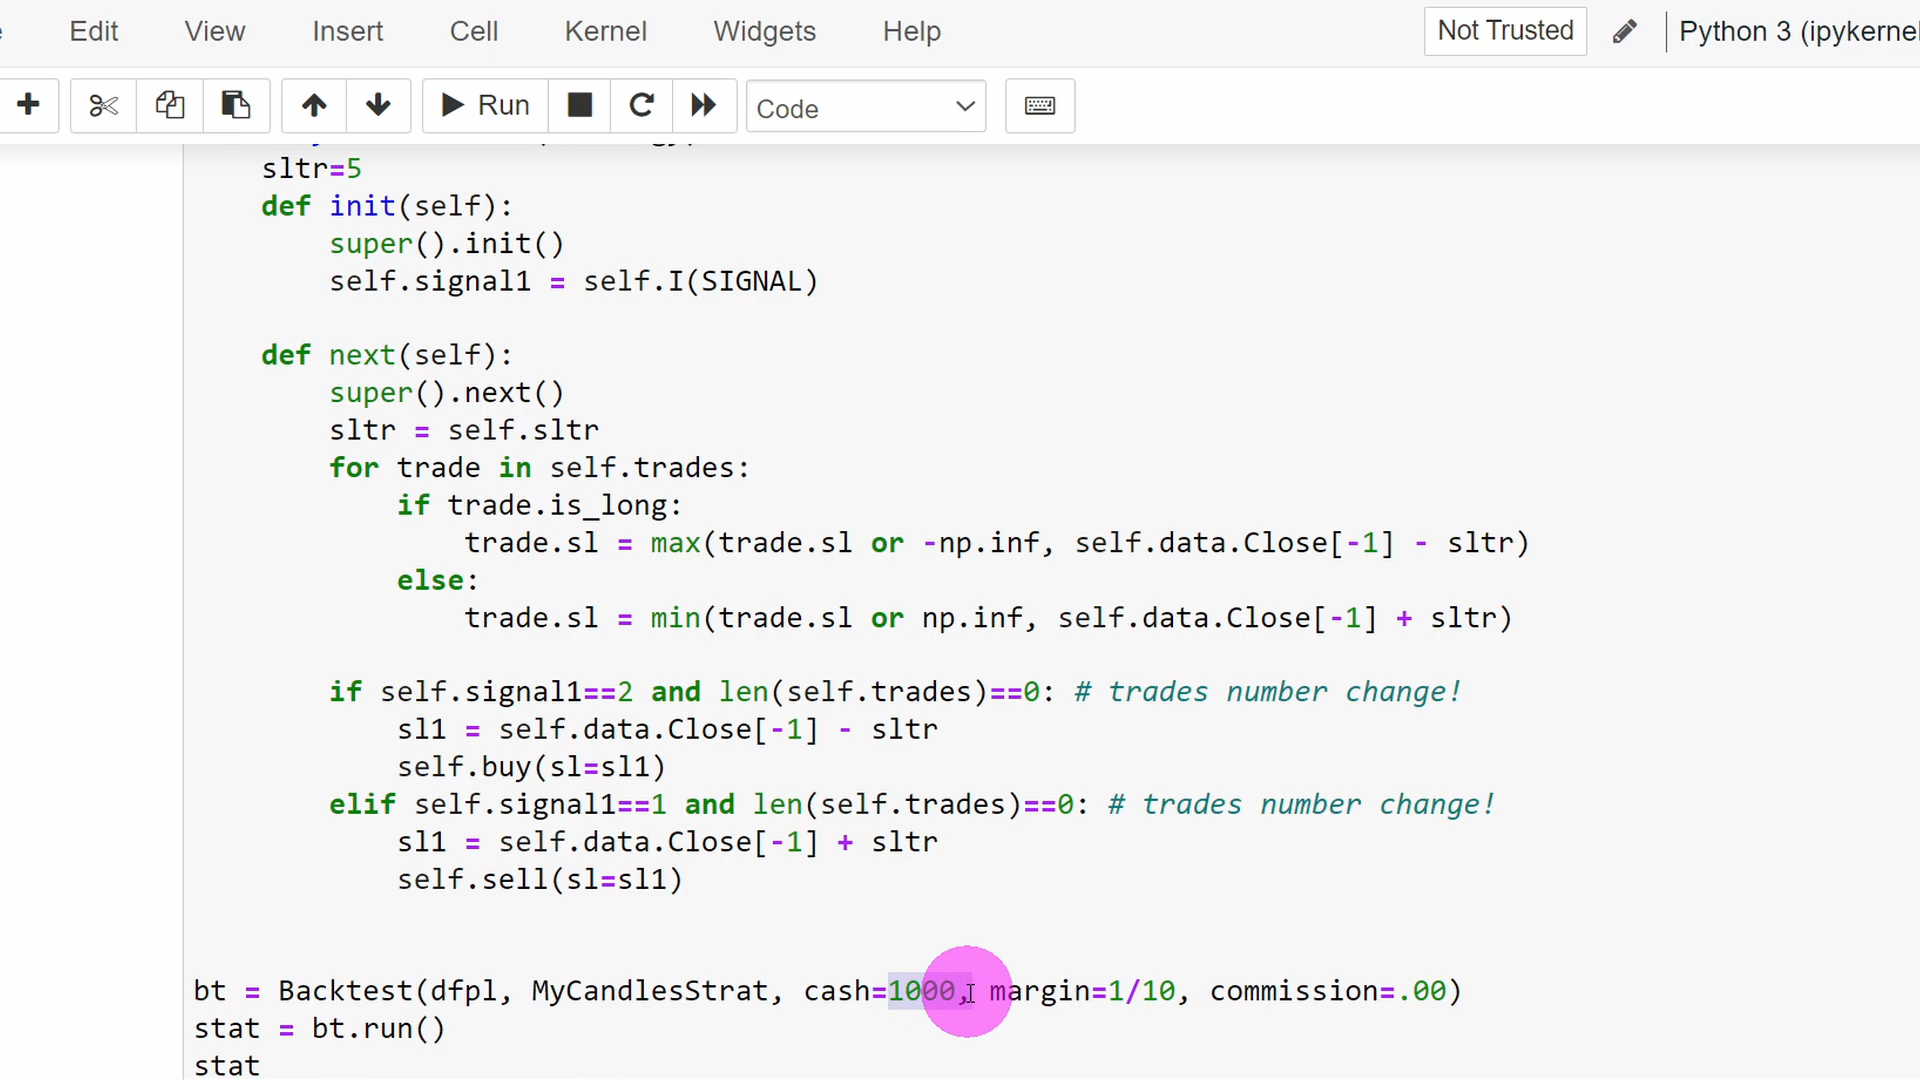 Edit View Insert Cell Kernel Widgets Help Not Trusted Python 3 (ipykerne
Run Code
sltr=5
def init(self):
super().init()
self.signal1 = self.I(SIGNAL)
def next(self):
super().next()
sltr = self.sltr
for trade in self.trades:
if trade.is_long:
trade.sl = max(trade.sl or -np.inf, self.data.Close[-1] - sltr)
else:
trade.sl = min(trade.sl or np.inf, self.data.Close[-1] + sltr)
if self.signal1==2 and len(self.trades)==0: # trades number change!
sl1 = self.data.Close[-1] - sltr
self.buy(sl=sl1)
elif self.signal1==1 and len(self.trades)==0: # trades number change!
sl1 = self.data.Close[-1] + sltr
self.sell(sl=sl1)
bt = Backtest(dfpl, MyCandlesStrat, cash=1000, margin=1/10, commission=.00)
stat = bt.run()
stat